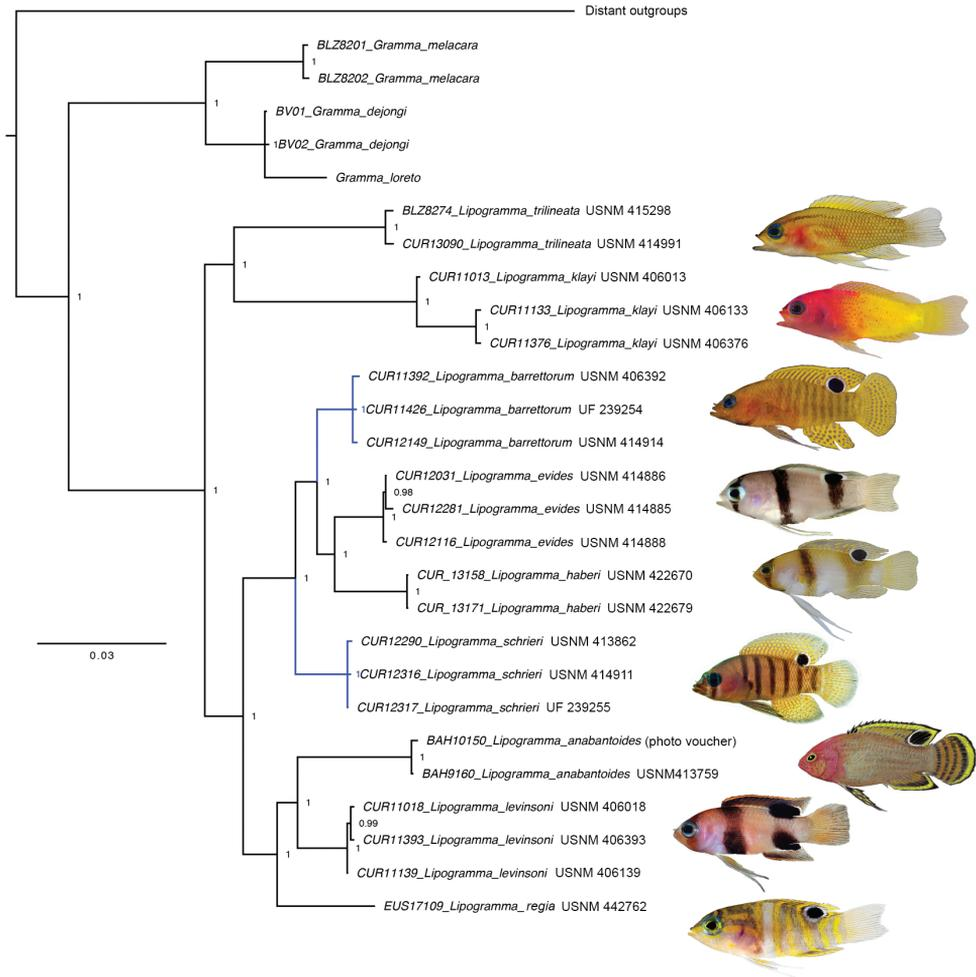 Distant outgroups
BLZ8201_Gramma_melacara
1
BLZ8202_Gramma_melacara
1
BV01_Gramma_dejongi
1BV02_Gramma_dejongi
Gramma_loreto
BLZ8274_Lipogramma_trilineata USNM 415298
1
CUR13090_Lipogramma_trilineata USNM 414991
1
CUR11013_Lipogramma_klayi USNM 406013
1
1
CUR11133_Lipogramma_klayi USNM 406133
1
CUR11376_Lipogramma_klayi USNM 406376
CUR11392_Lipogramma_barrettorum USNM 406392
1CUR11426_Lipogramma_barrettorum UF 239254
CUR12149_Lipogramma_barrettorum USNM 414914
CUR12031_Lipogramma_evides USNM 414886
1
1
0.98
CUR12281_Lipogramma_evides USNM 414885
1
CUR12116_Lipogramma_evides USNM 414888
1
CUR_13158_Lipogramma_haberi USNM 422670
1
1
CUR_13171_Lipogramma_haberi USNM 422679
CUR12290_Lipogramma_schrieri USNM 413862
0.03
1CUR12316_Lipogramma_schrieri USNM 414911
CUR12317_Lipogramma_schrieri UF 239255
1
BAH10150_Lipogramma_anabantoides (photo voucher)
1
BAH9160_Lipogramma_anabantoides USNM413759
1
CUR11018_Lipogramma_levinsoni USNM 406018
0.99
CUR11393_Lipogramma_levinsoni USNM 406393
1
1
CUR11139_Lipogramma_levinsoni USNM 406139
EUS17109_Lipogramma_regia USNM 442762